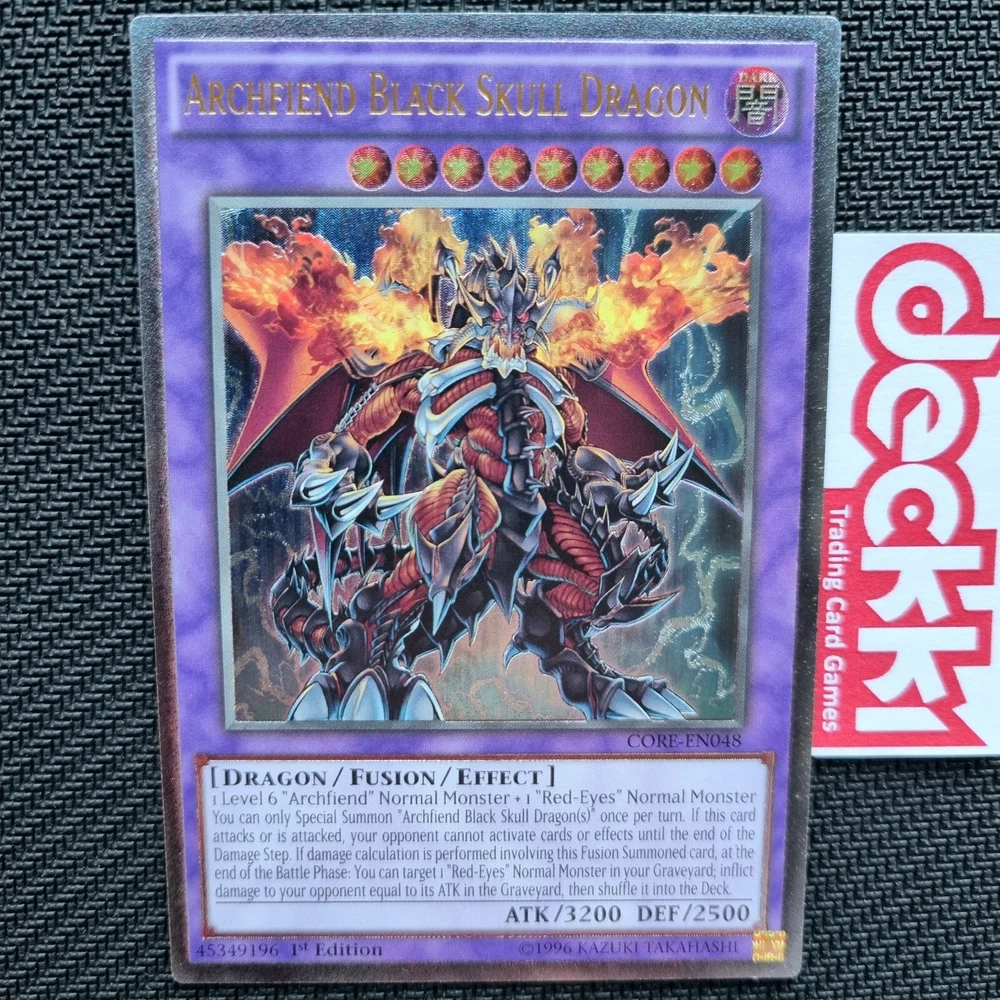 ARCHFIEND BLACK SKULL DRAGON
DARK
闇
CORE-EN048
[DRAGON/FUSION/EFFECT]
1 Level 6 "Archfiend" Normal Monster + 1 "Red-Eyes" Normal Monster
You can only Special Summon "Archfiend Black Skull Dragon(s)" once per turn. If this card
attacks or is attacked, your opponent cannot activate cards or effects until the end of the
Damage Step. If damage calculation is performed involving this Fusion Summoned card, at the
end of the Battle Phase: You can target 1 "Red-Eyes" Normal Monster in your Graveyard; inflict
damage to your opponent equal to its ATK in the Graveyard, then shuffle it into the Deck.
ATK/3200 DEF/2500
45349196 1st Edition
©1996 KAZUKI TAKAHASHI
deckk1
Trading Card Games